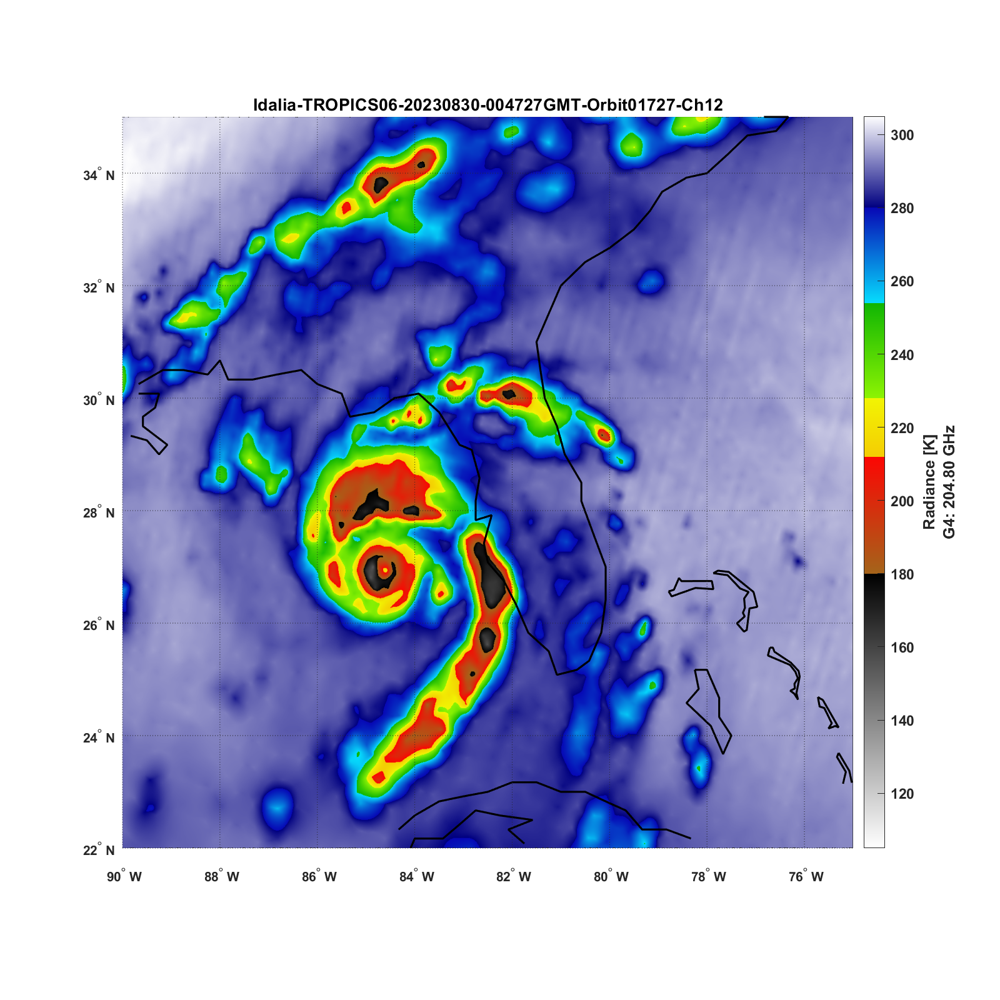 Idalia-TROPICS06-20230830-004727GMT-Orbit01727-Ch12
34° N
32° N
30° N
28° N
26° N
24° N
22° N
90° W
88° W
86° W
84° W
82° W
80° W
78° W
76° W
300
280
260
240
220
200
180
160
140
120
Radiance [K]
G4: 204.80 GHz